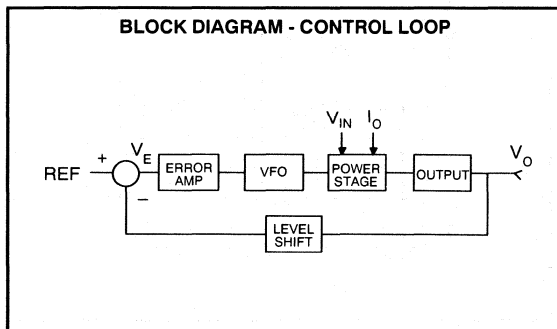 BLOCK DIAGRAM - CONTROL LOOP
V_IN I_O
REF + V_E ERROR AMP VFO POWER STAGE OUTPUT V_O
−
LEVEL SHIFT